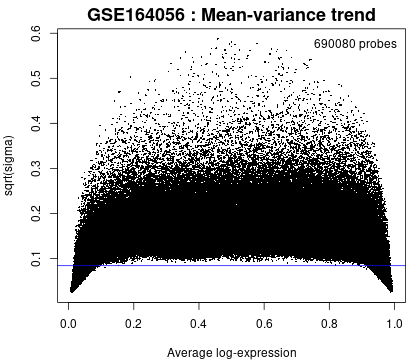 GSE164056 : Mean-variance trend
690080 probes
sqrt(sigma)
0.6
0.5
0.4
0.3
0.2
0.1
0.0 0.2 0.4 0.6 0.8 1.0
Average log-expression